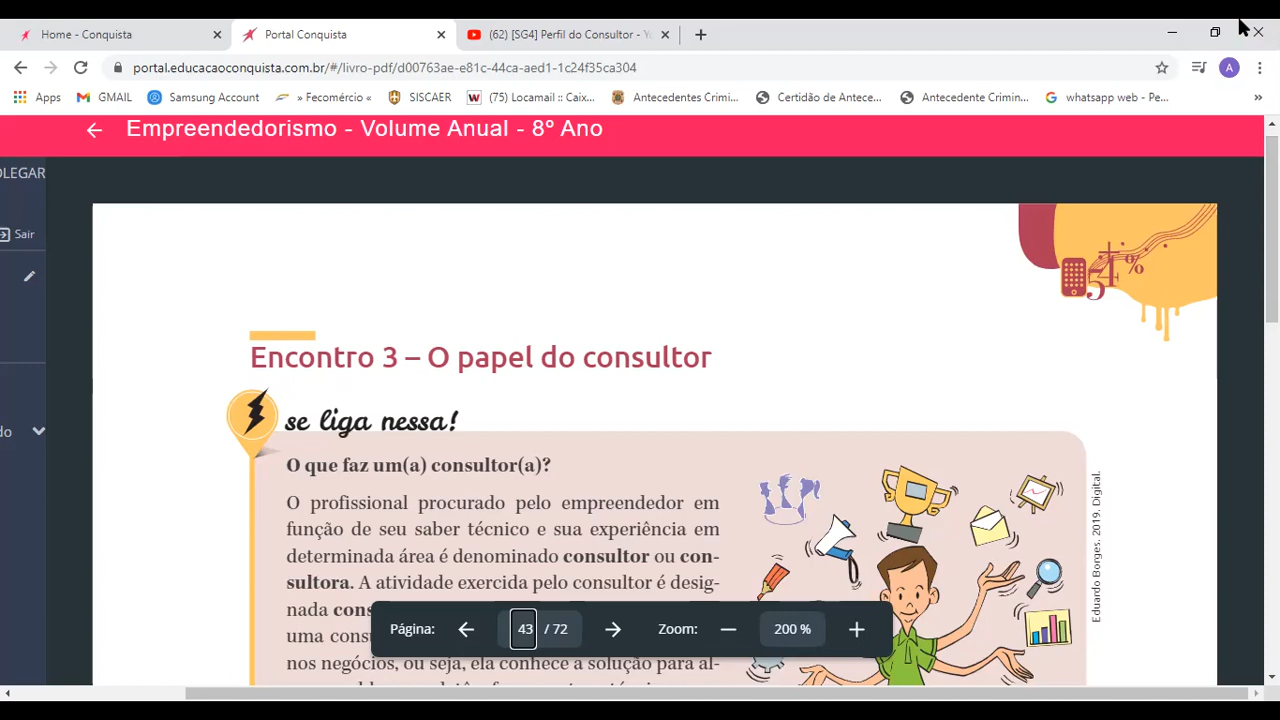 Home - Conquista
Portal Conquista
(62) [SG4] Perfil do Consultor - Yo
portal.educacaoconquista.com.br/#/livro-pdf/d00763ae-e81c-44ca-aed1-1c24f35ca304
A
Apps
GMAIL
Samsung Account
» Fecomércio «
SISCAER
(75) Locamail :: Caix...
Antecedentes Crimi...
Certidão de Antece...
Antecedente Crimin...
whatsapp web - Pe...
»
Empreendedorismo - Volume Anual - 8º Ano
OLEGAR
Sair
do
Encontro 3 – O papel do consultor
se liga nessa!
O que faz um(a) consultor(a)?
O profissional procurado pelo empreendedor em
função de seu saber técnico e sua experiência em
determinada área é denominado consultor ou con-
sultora. A atividade exercida pelo consultor é desig-
nada cons
uma consu
nos negócios, ou seja, ela conhece a solução para al-
Eduardo Borges. 2019. Digital.
Página:
43 / 72
Zoom:
200 %